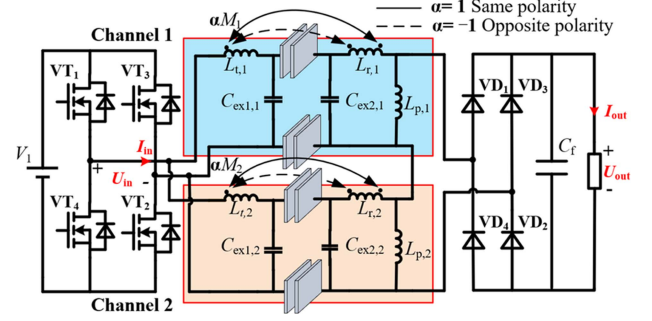 α= 1 Same polarity
α= −1 Opposite polarity
Channel 1
αM1
VT1
VT3
Lt,1
Lr,1
Cex1,1
Cex2,1
Lp,1
VD1
VD3
Iin
Iout
V1
+
Uin
-
αM2
Cf
+
Uout
-
VT4
VT2
Lr,2
Lr,2
Cex1,2
Cex2,2
Lp,2
VD4
VD2
Channel 2